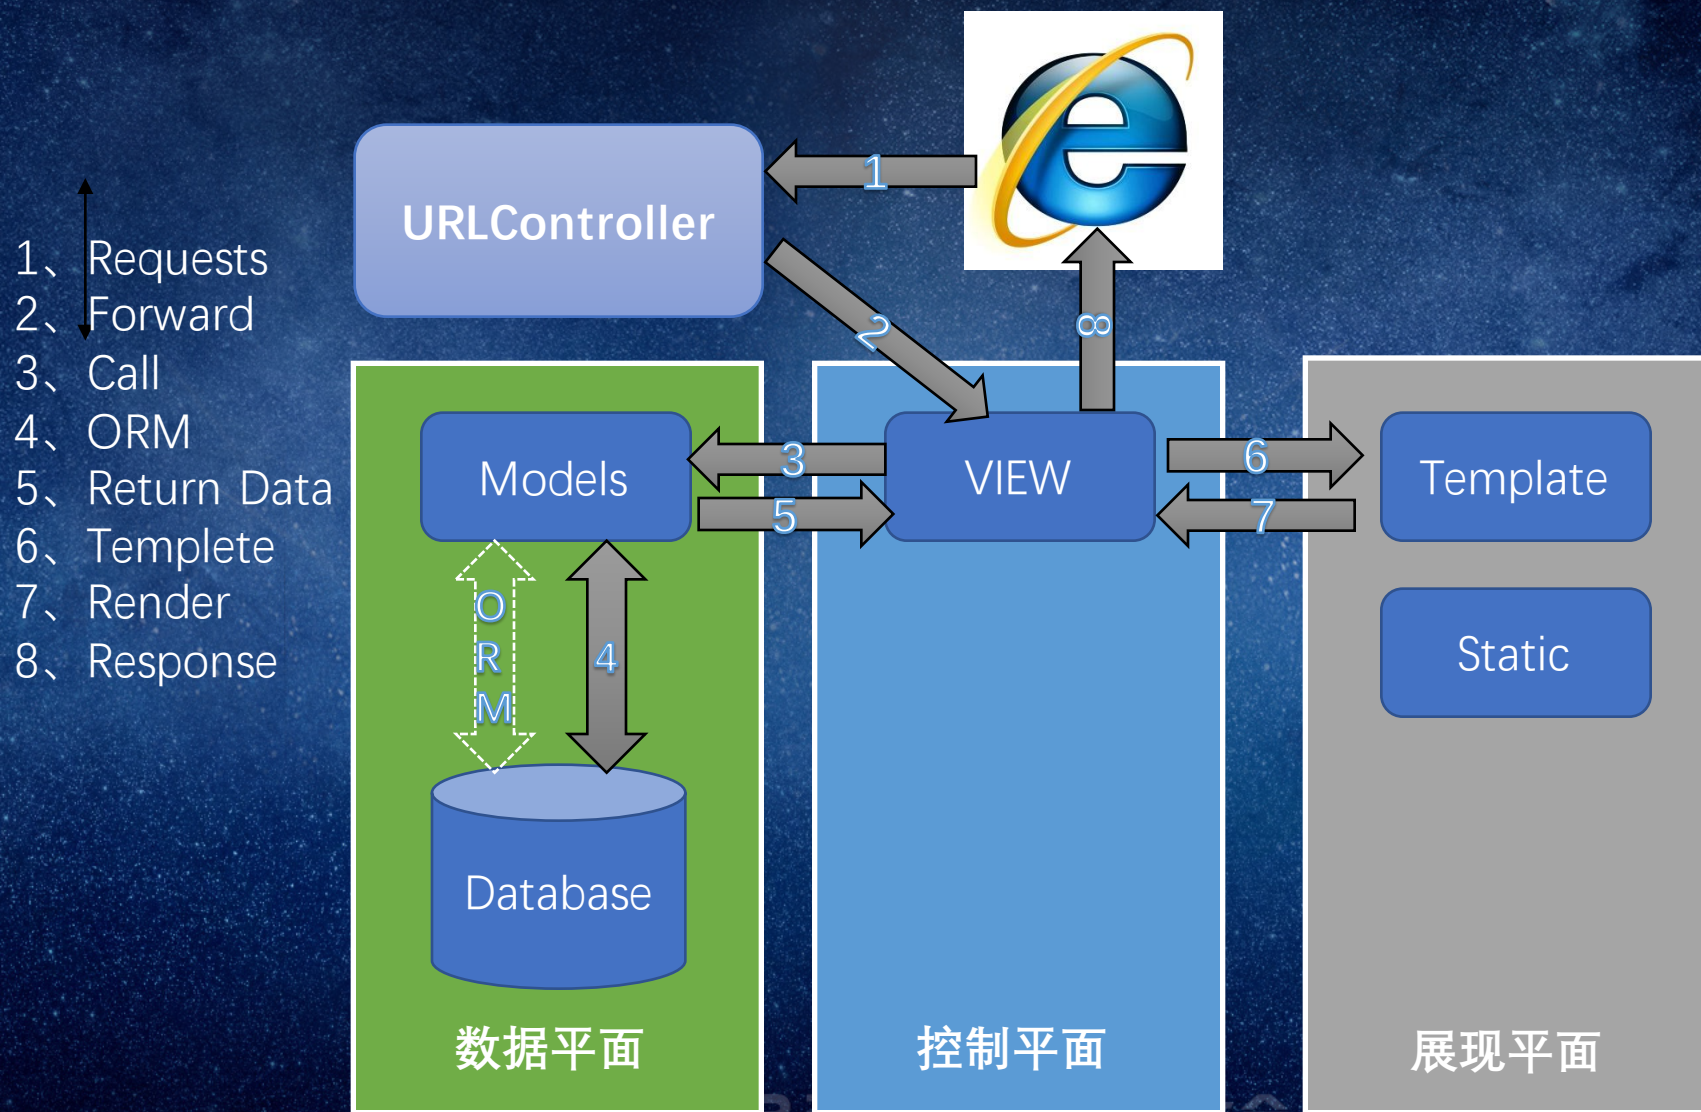 1、Requests
2、Forward
3、Call
4、ORM
5、Return Data
6、Templete
7、Render
8、Response
URLController
1
2
8
Models
3
5
VIEW
6
7
Template
Static
O
R
M
4
Database
数据平面
控制平面
展现平面